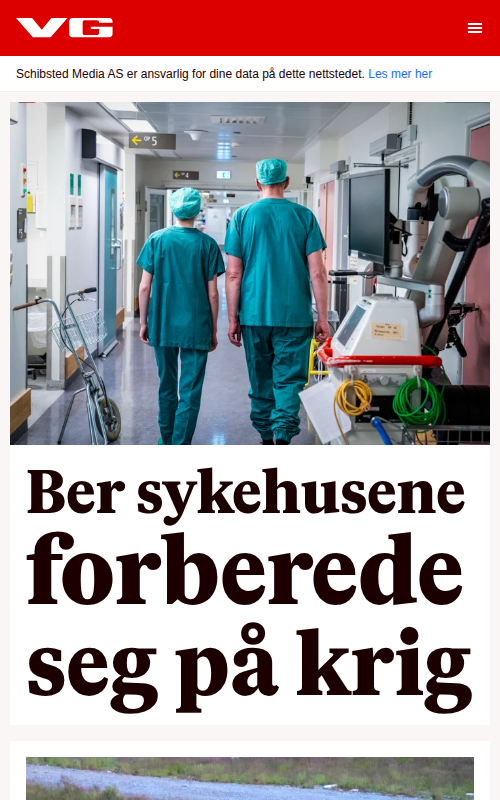 VG
Schibsted Media AS er ansvarlig for dine data på dette nettstedet. Les mer her
OP 5
Ber sykehusene
forberede
seg på krig